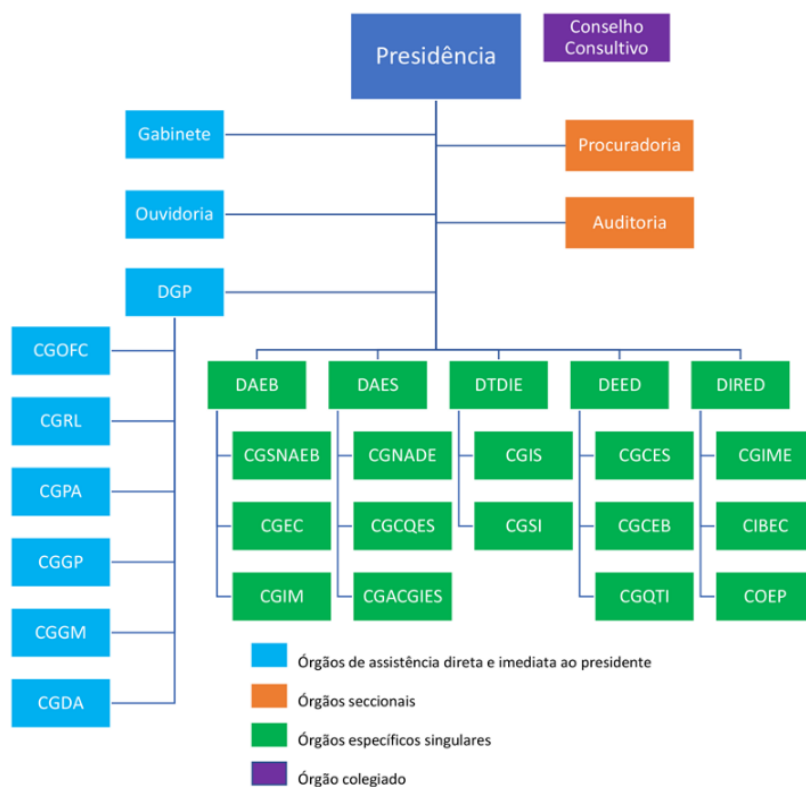 Presidência
Conselho
Consultivo
Gabinete
Procuradoria
Ouvidoria
Auditoria
DGP
CGOFC
CGRL
CGPA
CGGP
CGGM
CGDA
DAEB
DAES
DTDIE
DEED
DIRED
CGSNAEB
CGNADE
CGIS
CGCES
CGIME
CGEC
CGCQES
CGSI
CGCEB
CIBEC
CGIM
CGACGIES
CGQTI
COEP
Órgãos de assistência direta e imediata ao presidente
Órgãos seccionais
Órgãos específicos singulares
Órgão colegiado